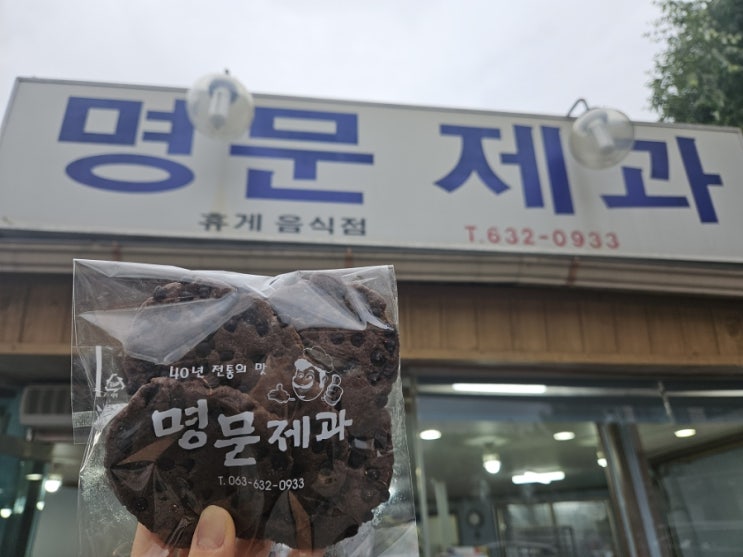 명문 제과
휴게 음식점
T.632-0933
40년 전통의 맛
명문제과
T. 063-632-0933